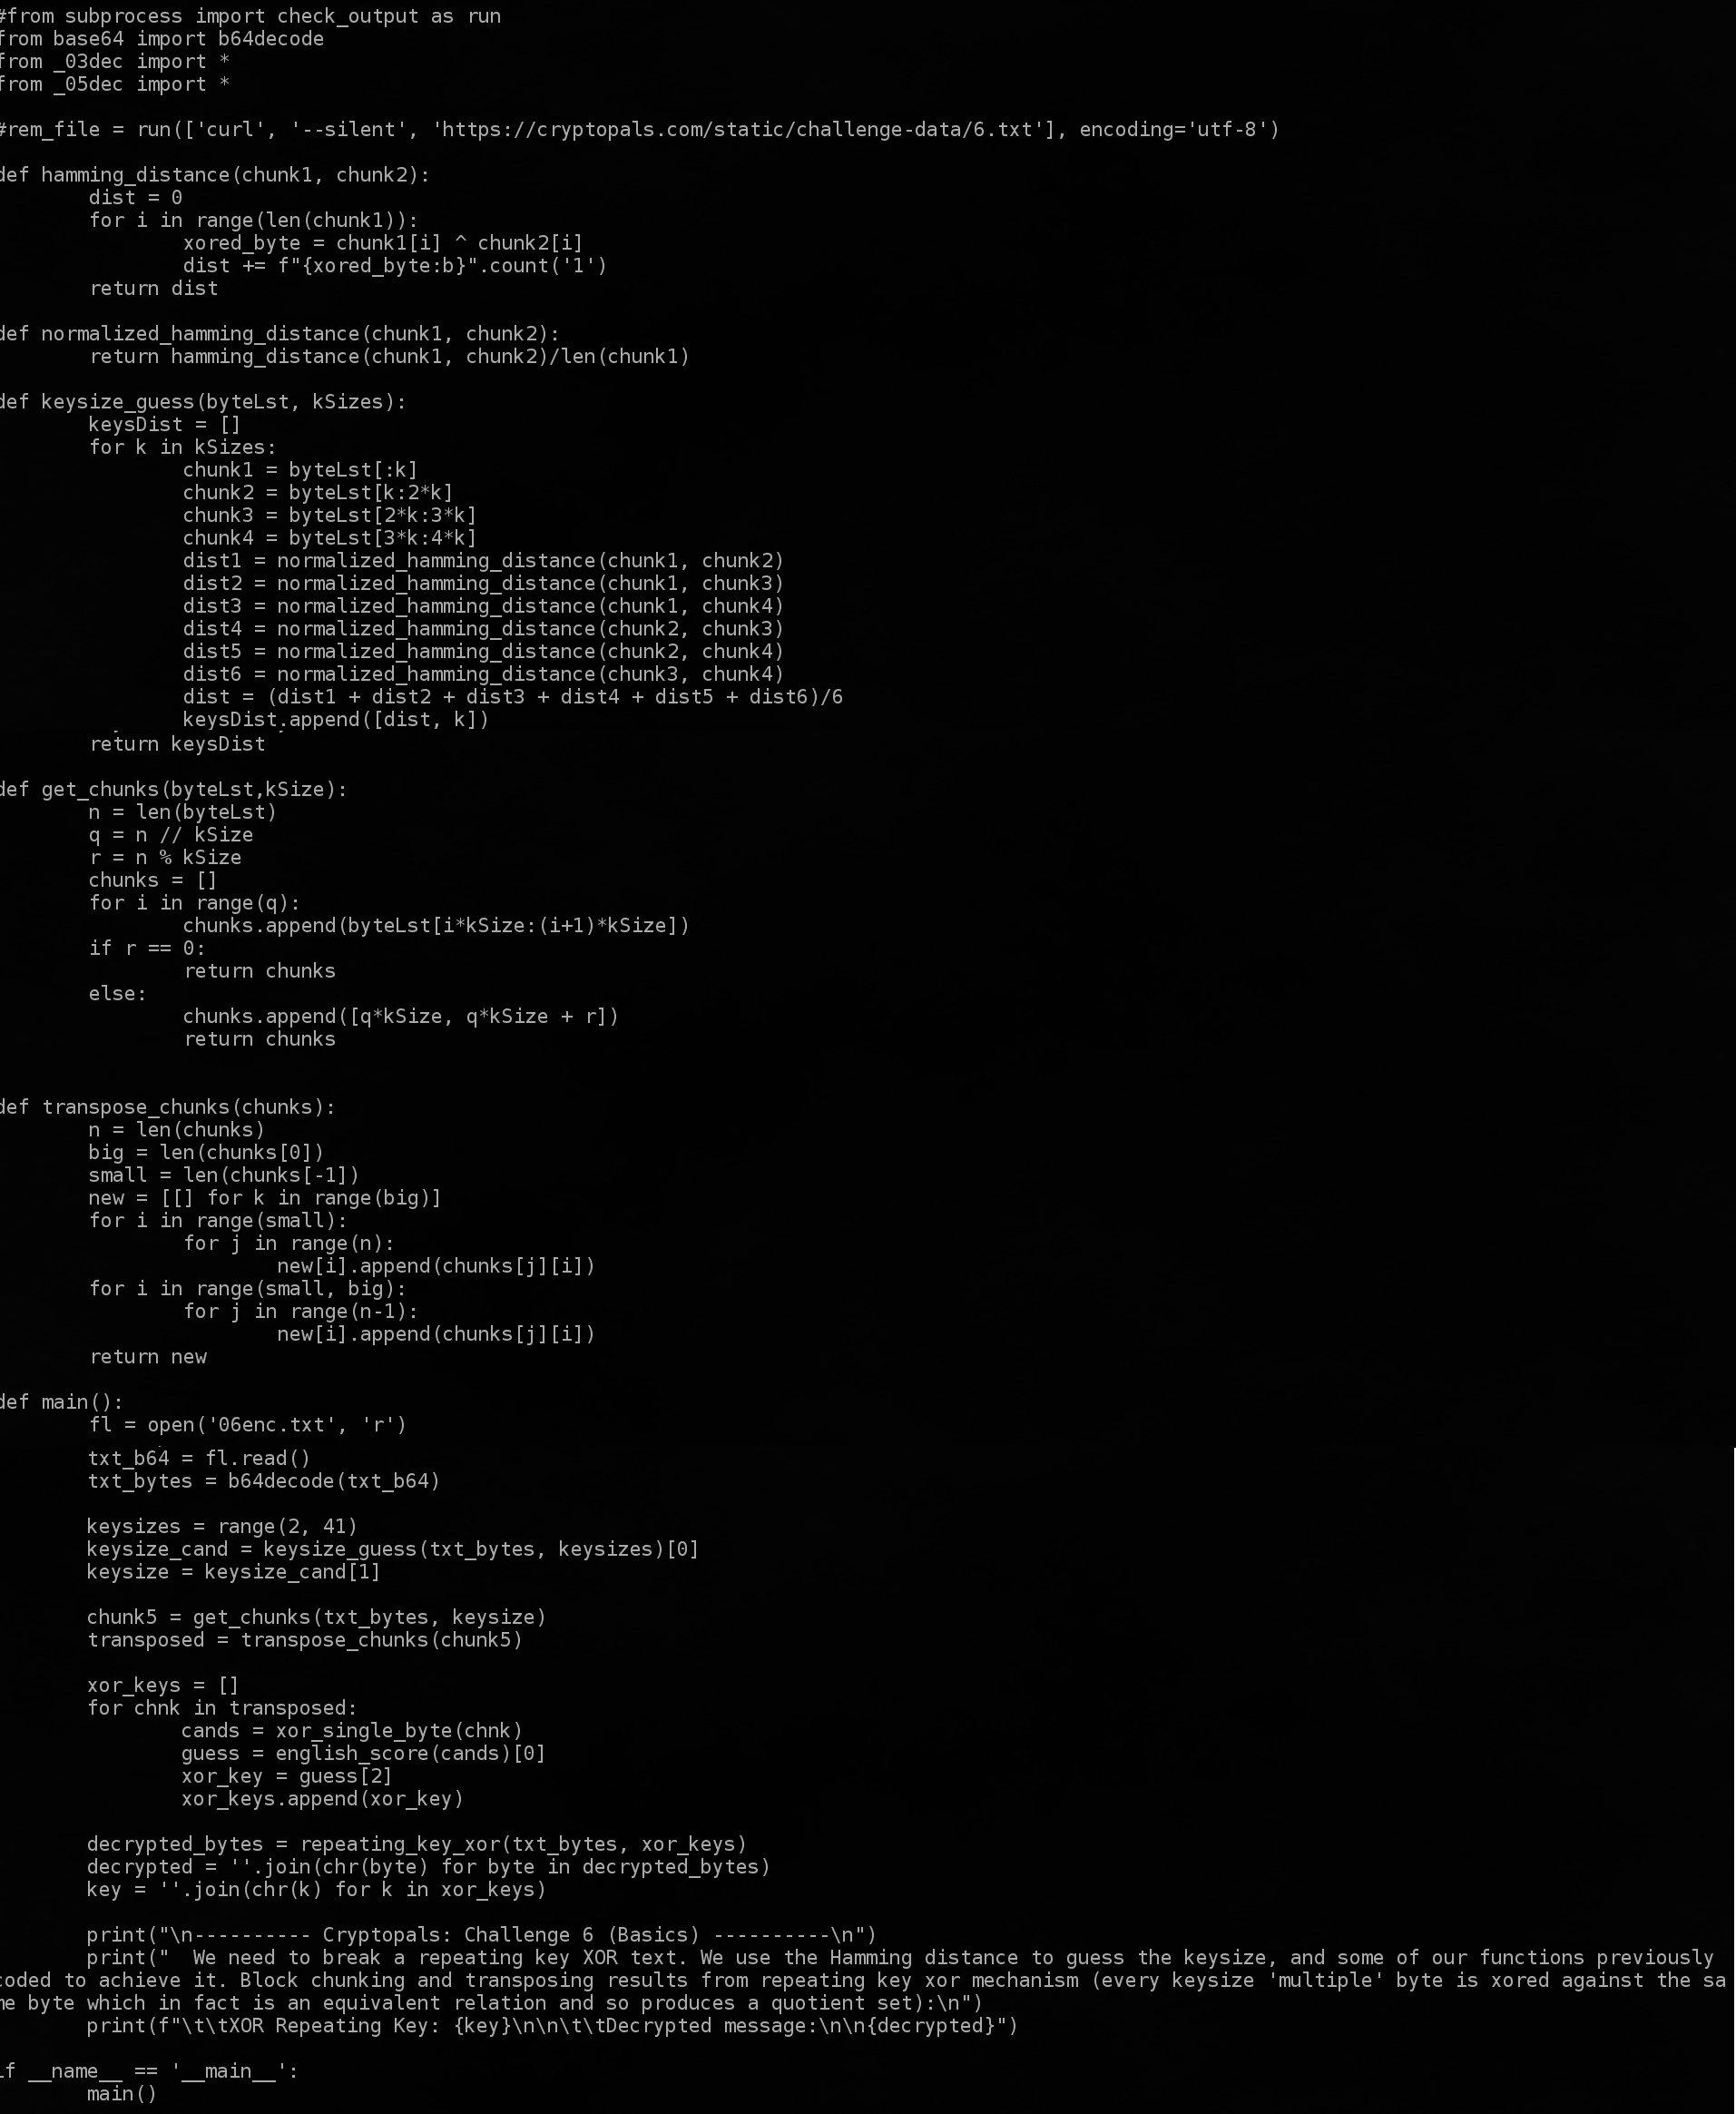 #from subprocess import check_output as run
from base64 import b64decode
from _03dec import *
from _05dec import *

#rem_file = run(['curl', '--silent', 'https://cryptopals.com/static/challenge-data/6.txt'], encoding='utf-8')

def hamming_distance(chunk1, chunk2):
        dist = 0
        for i in range(len(chunk1)):
                xored_byte = chunk1[i] ^ chunk2[i]
                dist += f"{xored_byte:b}".count('1')
        return dist

def normalized_hamming_distance(chunk1, chunk2):
        return hamming_distance(chunk1, chunk2)/len(chunk1)

def keysize_guess(byteLst, kSizes):
        keysDist = []
        for k in kSizes:
                chunk1 = byteLst[:k]
                chunk2 = byteLst[k:2*k]
                chunk3 = byteLst[2*k:3*k]
                chunk4 = byteLst[3*k:4*k]
                dist1 = normalized_hamming_distance(chunk1, chunk2)
                dist2 = normalized_hamming_distance(chunk1, chunk3)
                dist3 = normalized_hamming_distance(chunk1, chunk4)
                dist4 = normalized_hamming_distance(chunk2, chunk3)
                dist5 = normalized_hamming_distance(chunk2, chunk4)
                dist6 = normalized_hamming_distance(chunk3, chunk4)
                dist = (dist1 + dist2 + dist3 + dist4 + dist5 + dist6)/6
                keysDist.append([dist, k])
        return keysDist

def get_chunks(byteLst,kSize):
        n = len(byteLst)
        q = n // kSize
        r = n % kSize
        chunks = []
        for i in range(q):
                chunks.append(byteLst[i*kSize:(i+1)*kSize])
        if r == 0:
                return chunks
        else:
                chunks.append([q*kSize, q*kSize + r])
                return chunks

def transpose_chunks(chunks):
        n = len(chunks)
        big = len(chunks[0])
        small = len(chunks[-1])
        new = [[] for k in range(big)]
        for i in range(small):
                for j in range(n):
                        new[i].append(chunks[j][i])
        for i in range(small, big):
                for j in range(n-1):
                        new[i].append(chunks[j][i])
        return new

def main():
        fl = open('06enc.txt', 'r')
        txt_b64 = fl.read()
        txt_bytes = b64decode(txt_b64)

        keysizes = range(2, 41)
        keysize_cand = keysize_guess(txt_bytes, keysizes)[0]
        keysize = keysize_cand[1]

        chunk5 = get_chunks(txt_bytes, keysize)
        transposed = transpose_chunks(chunk5)

        xor_keys = []
        for chnk in transposed:
                cands = xor_single_byte(chnk)
                guess = english_score(cands)[0]
                xor_key = guess[2]
                xor_keys.append(xor_key)

        decrypted_bytes = repeating_key_xor(txt_bytes, xor_keys)
        decrypted = ''.join(chr(byte) for byte in decrypted_bytes)
        key = ''.join(chr(k) for k in xor_keys)

        print("\n---------- Cryptopals: Challenge 6 (Basics) ----------\n")
        print("  We need to break a repeating key XOR text. We use the Hamming distance to guess the keysize, and some of our functions previously
coded to achieve it. Block chunking and transposing results from repeating key xor mechanism (every keysize 'multiple' byte is xored against the sa
me byte which in fact is an equivalent relation and so produces a quotient set):\n")
        print(f"\t\tXOR Repeating Key: {key}\n\n\t\tDecrypted message:\n\n{decrypted}")

if __name__ == '__main__':
        main()